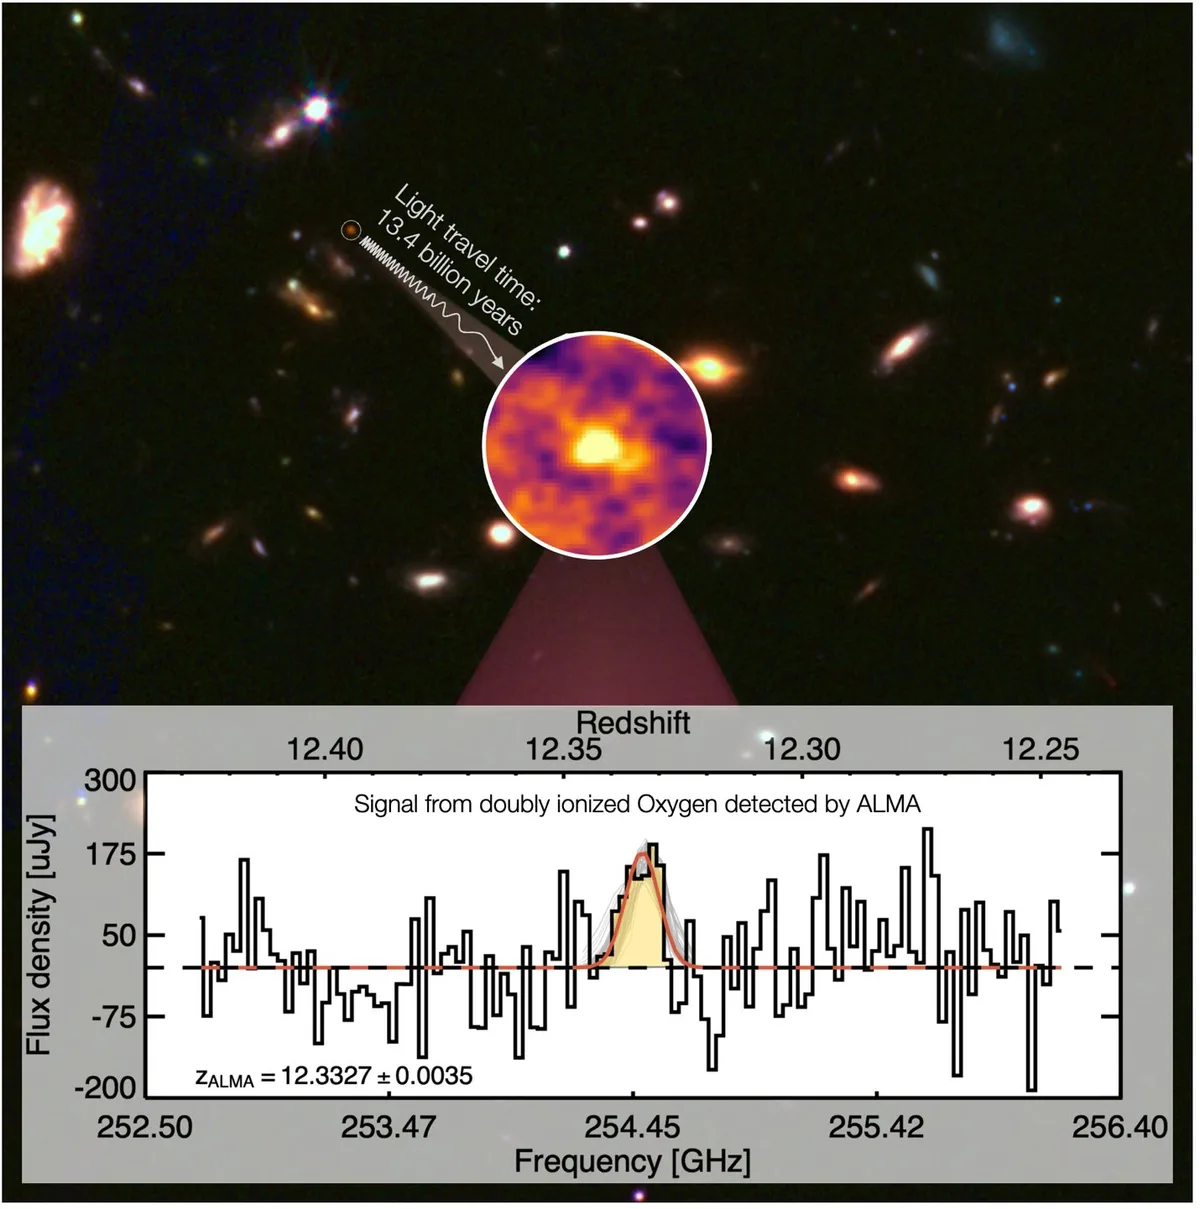 Light travel time:
13.4 billion years
Redshift
12.40 12.35 12.30 12.25
Signal from doubly ionized Oxygen detected by ALMA
300
175
50
-75
-200
Flux density [uJy]
zALMA = 12.3327 ± 0.0035
252.50 253.47 254.45 255.42 256.40
Frequency [GHz]